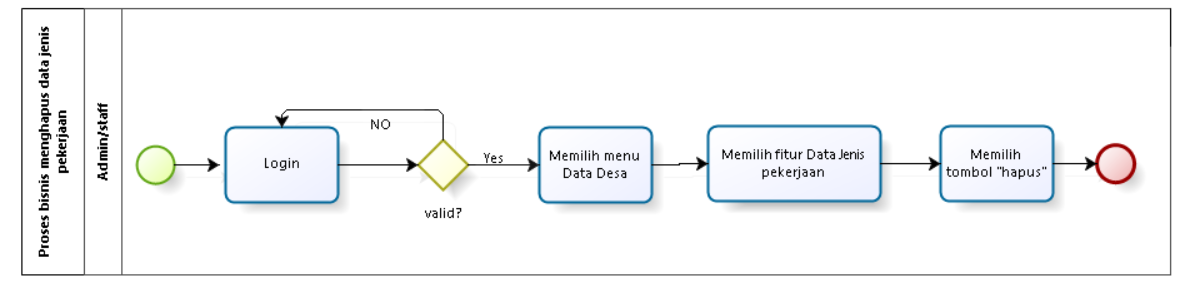 Proses bisnis menghapus data jenis
pekerjaan
Admin/staff
Login
NO
valid?
Yes
Memilih menu
Data Desa
Memilih fitur Data Jenis
pekerjaan
Memilih
tombol "hapus"